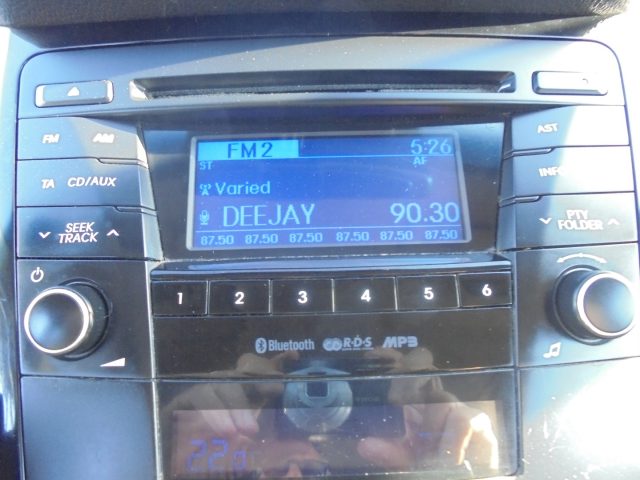 FM AM
TA CD/AUX
SEEK
TRACK
FM2 5:26
ST AF
Varied
DEEJAY 90.30
87.50 87.50 87.50 87.50 87.50 87.50
AST
INFO
PTY
FOLDER
1 2 3 4 5 6
Bluetooth R·D·S MP3
22